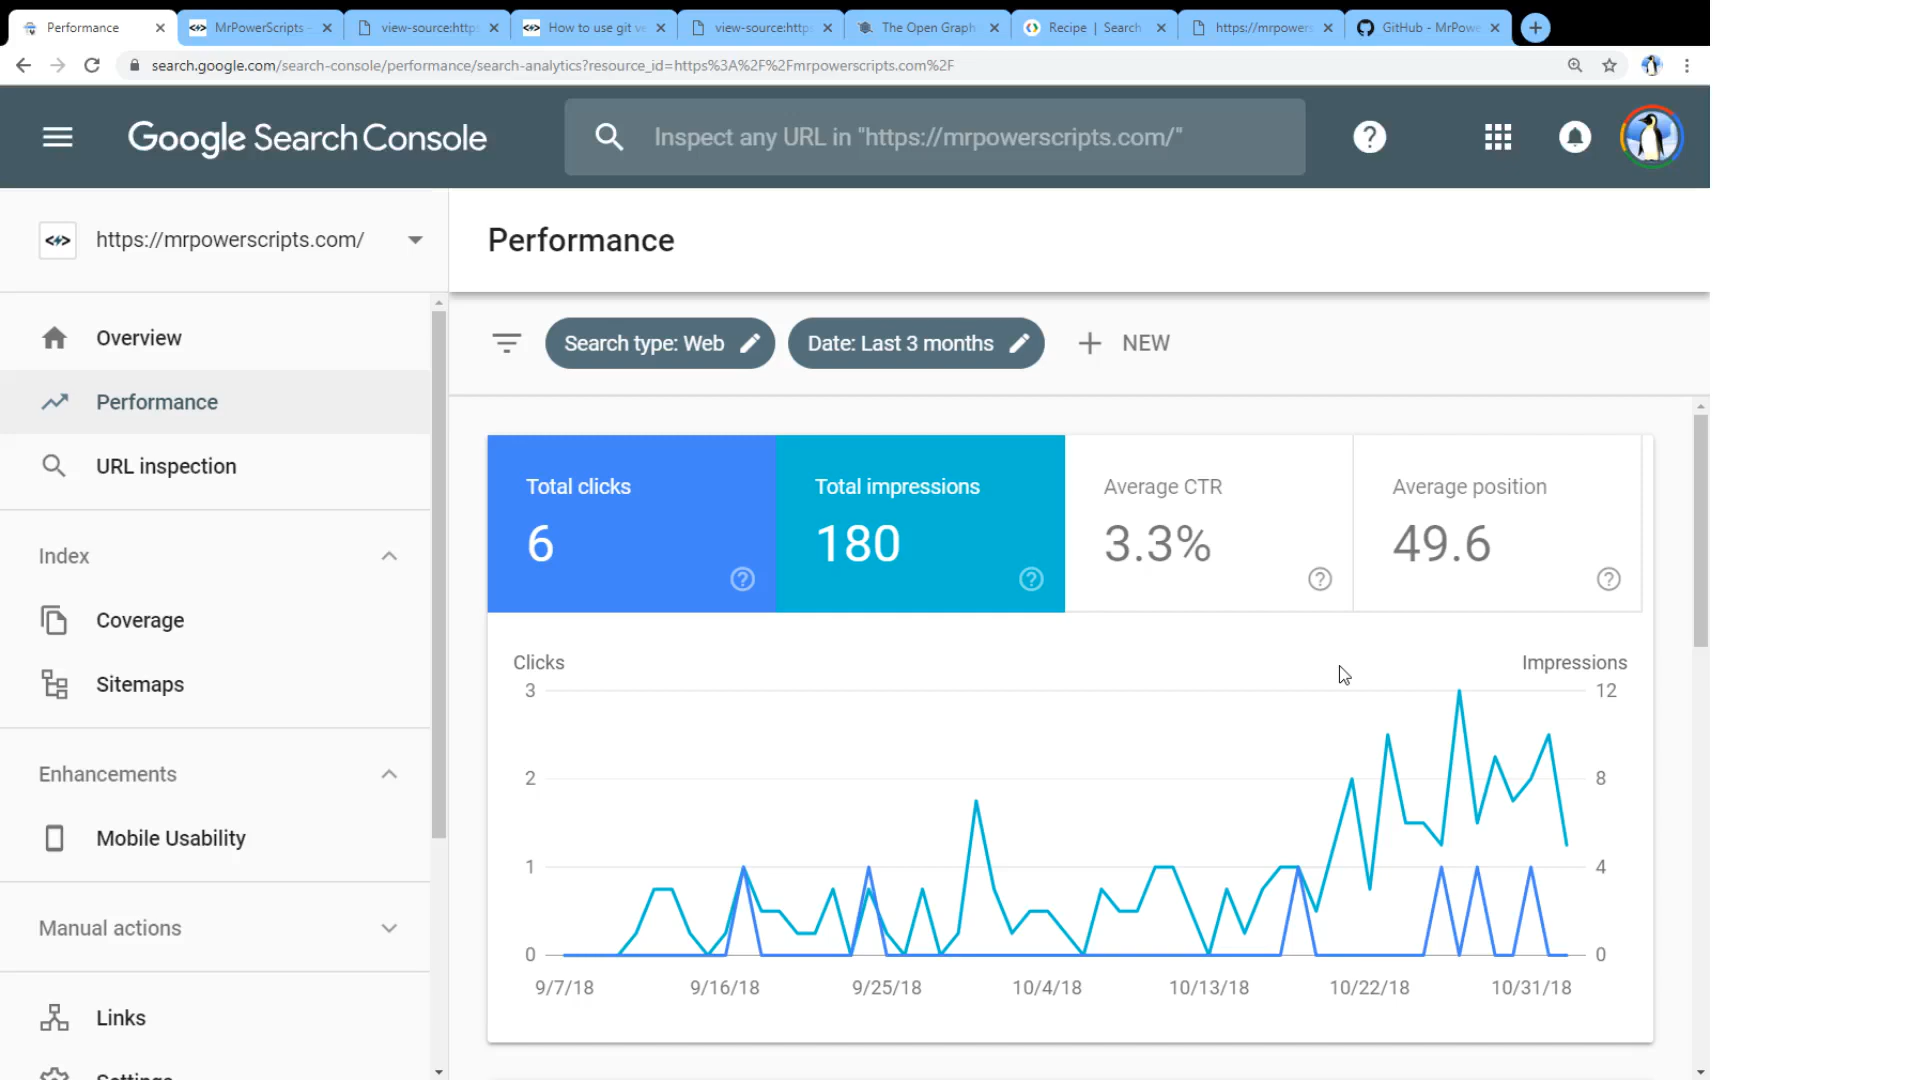 Performance
MrPowerScripts -
view-source:http
How to use git ve
view-source:http
The Open Graph
Recipe | Search
https://mrpowers
GitHub - MrPowe
search.google.com/search-console/performance/search-analytics?resource_id=https%3A%2F%2Fmrpowerscripts.com%2F
Google Search Console
Inspect any URL in "https://mrpowerscripts.com/"
https://mrpowerscripts.com/
Performance
Overview
Performance
URL inspection
Index
Coverage
Sitemaps
Enhancements
Mobile Usability
Manual actions
Links
Settings
Search type: Web
Date: Last 3 months
NEW
Total clicks
6
Total impressions
180
Average CTR
3.3%
Average position
49.6
Clicks
Impressions
3
12
2
8
1
4
0
0
9/7/18
9/16/18
9/25/18
10/4/18
10/13/18
10/22/18
10/31/18